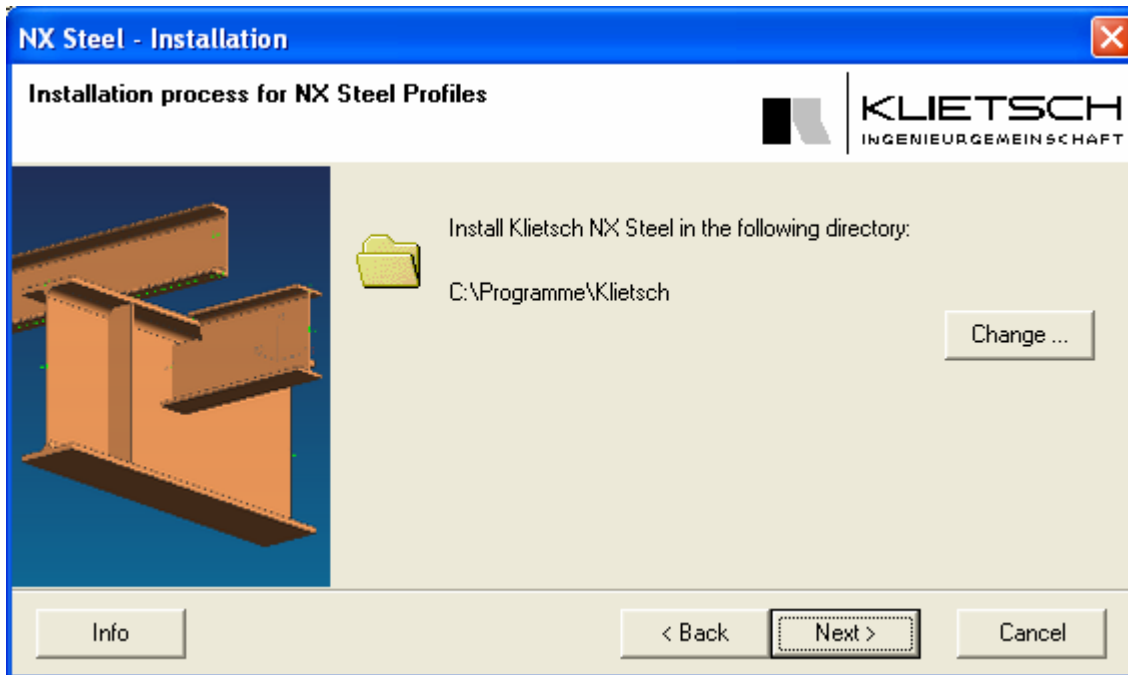 NX Steel - Installation
Installation process for NX Steel Profiles
KLIETSCH
INGENIEURGEMEINSCHAFT
Install Klietsch NX Steel in the following directory:
C:\Programme\Klietsch
Change ...
Info
< Back
Next >
Cancel